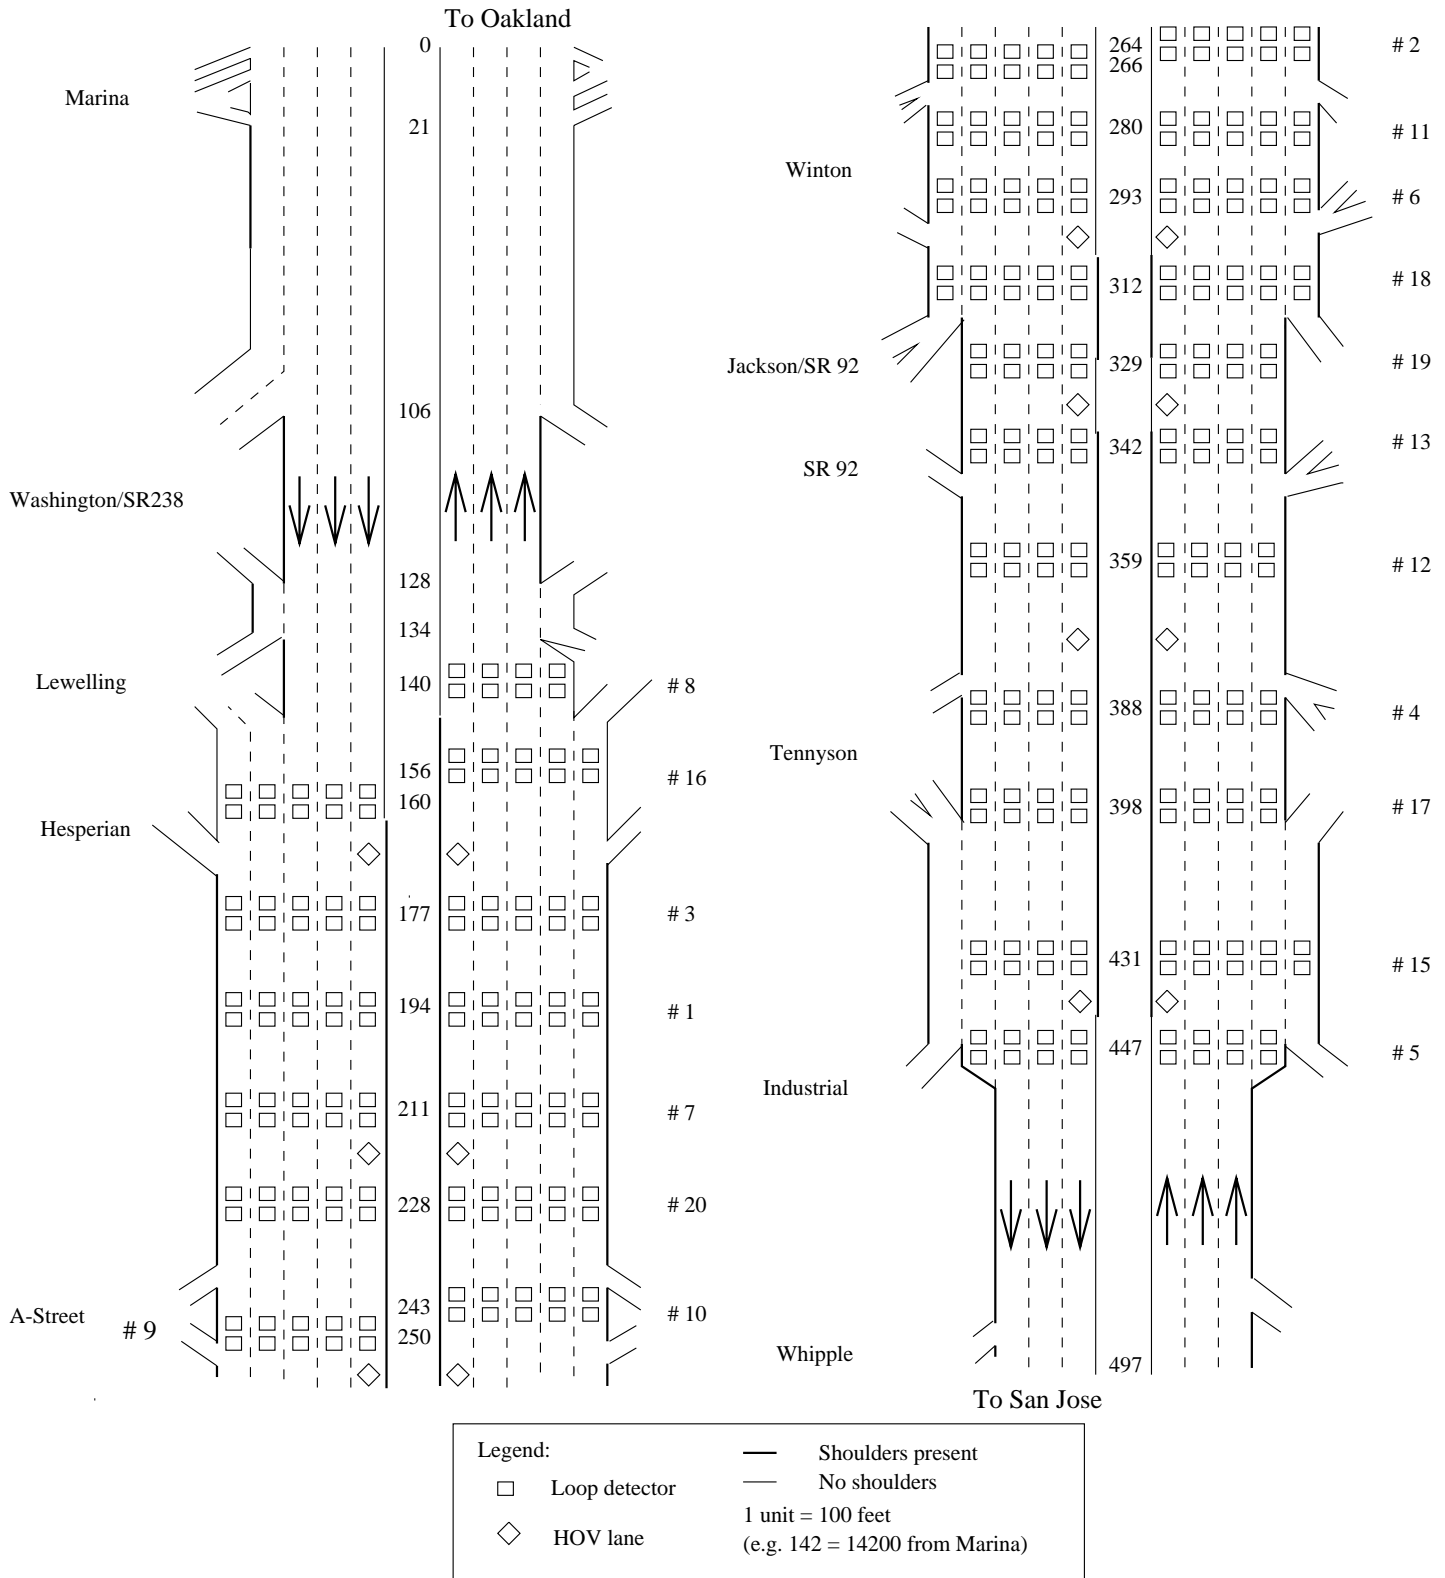 To Oakland
0
Marina
21
106
Washington/SR238
128
134
Lewelling
140
# 8
156
# 16
160
Hesperian
177
# 3
194
# 1
211
# 7
228
# 20
243
# 10
A-Street
# 9
250
264
# 2
266
280
# 11
Winton
293
# 6
312
# 18
Jackson/SR 92
329
# 19
342
# 13
SR 92
359
# 12
388
# 4
Tennyson
398
# 17
431
# 15
447
# 5
Industrial
Whipple
497
To San Jose
Legend:
Loop detector
HOV lane
Shoulders present
No shoulders
1 unit = 100 feet
(e.g. 142 = 14200 from Marina)